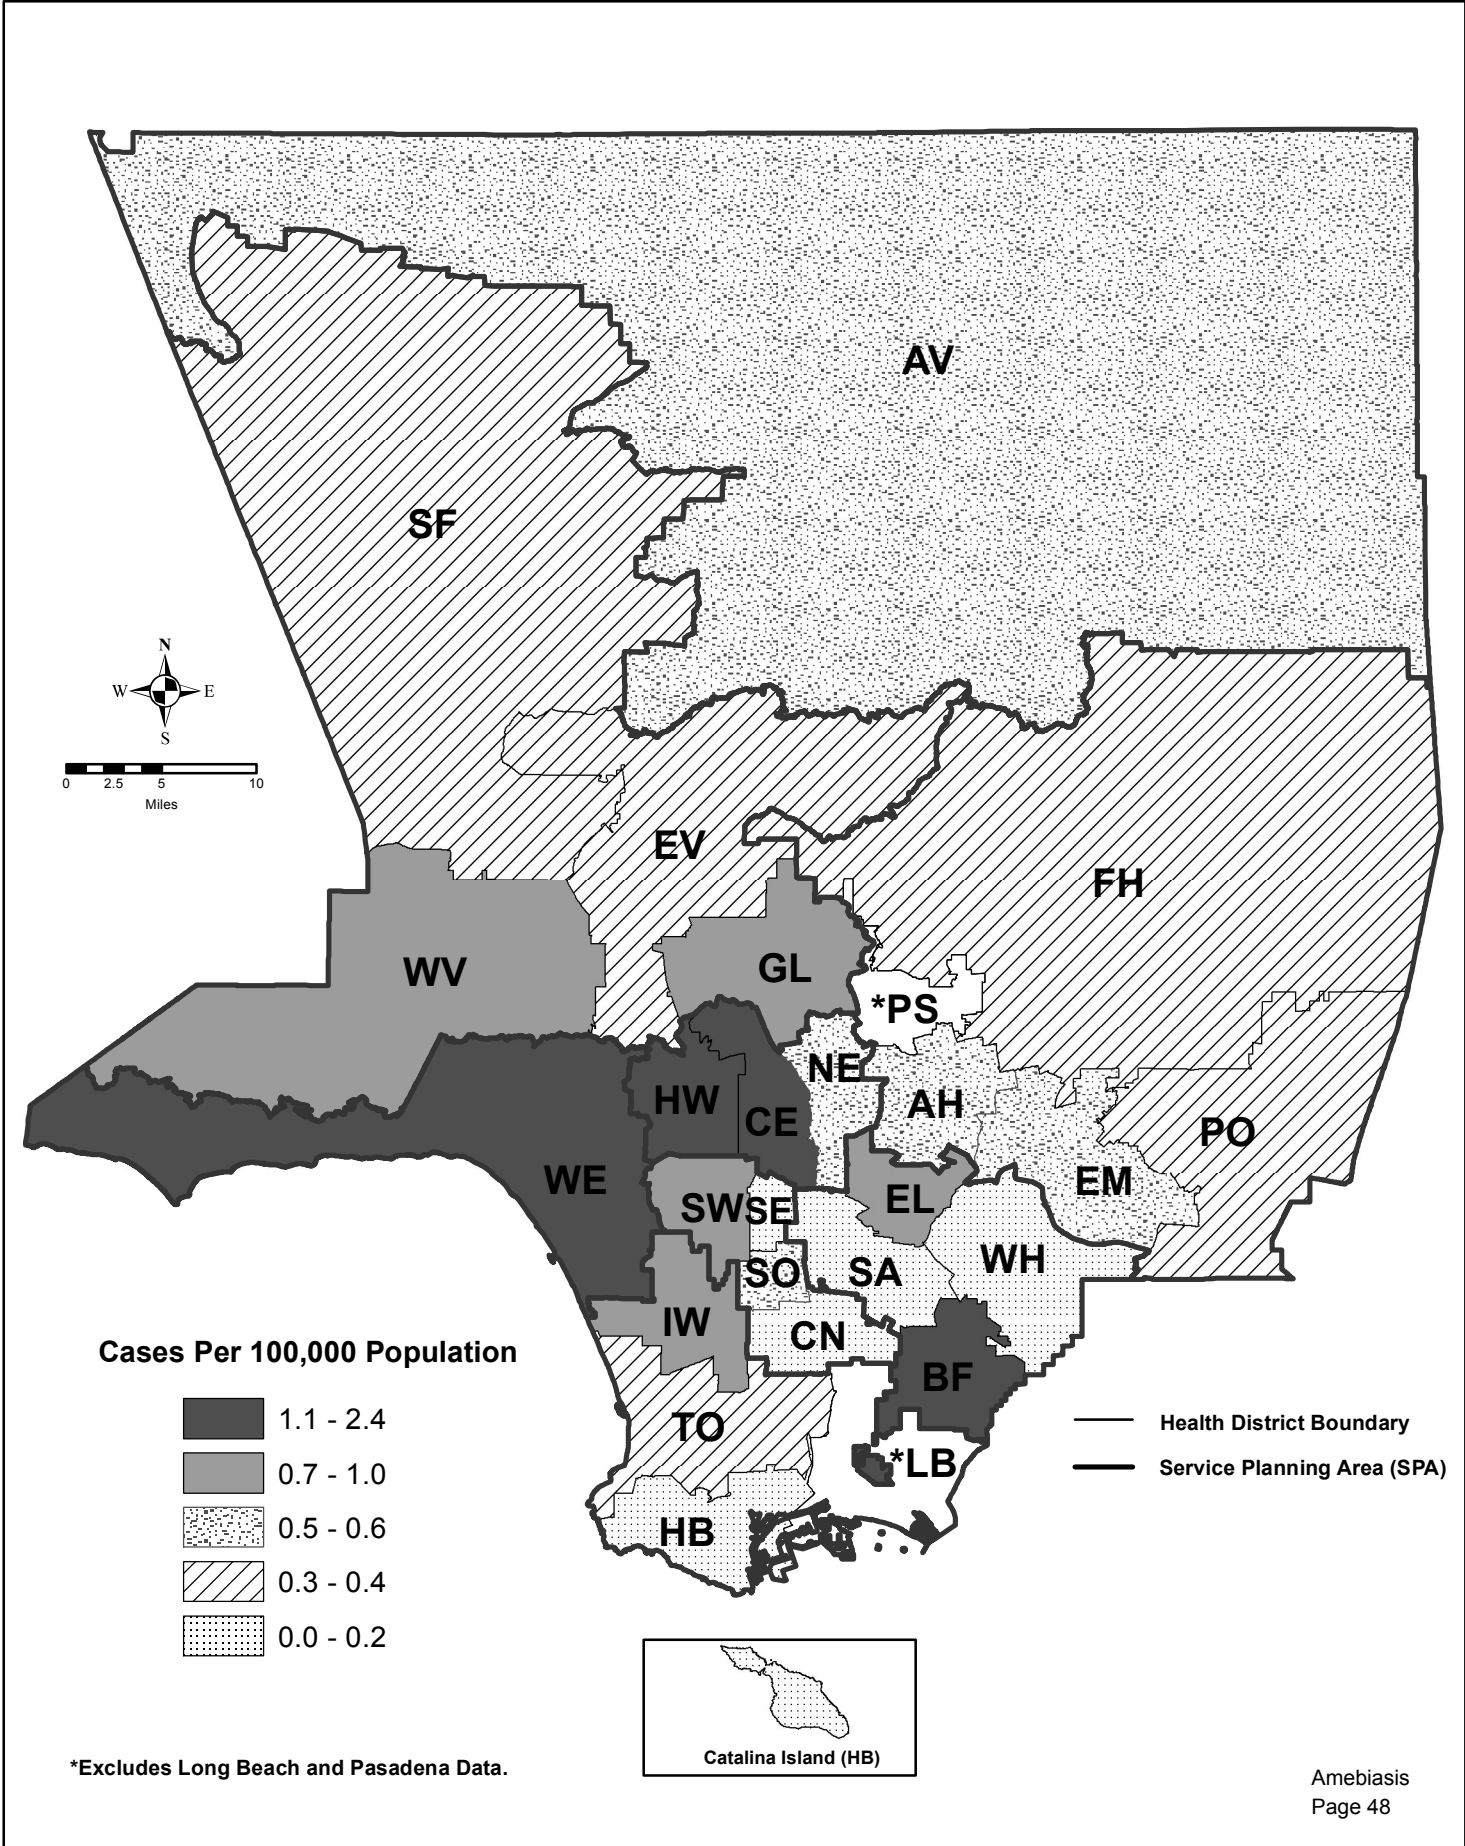 AV
SF
N
W E
S
0 2.5 5 10
Miles
EV
FH
WV
GL
*PS
NE
HW
AH
CE
PO
WE
EM
SW
SE
EL
WH
SO
SA
IW
CN
BF
TO
*LB
HB
Cases Per 100,000 Population
1.1 - 2.4
0.7 - 1.0
0.5 - 0.6
0.3 - 0.4
0.0 - 0.2
Health District Boundary
Service Planning Area (SPA)
Catalina Island (HB)
*Excludes Long Beach and Pasadena Data.
Amebiasis
Page 48